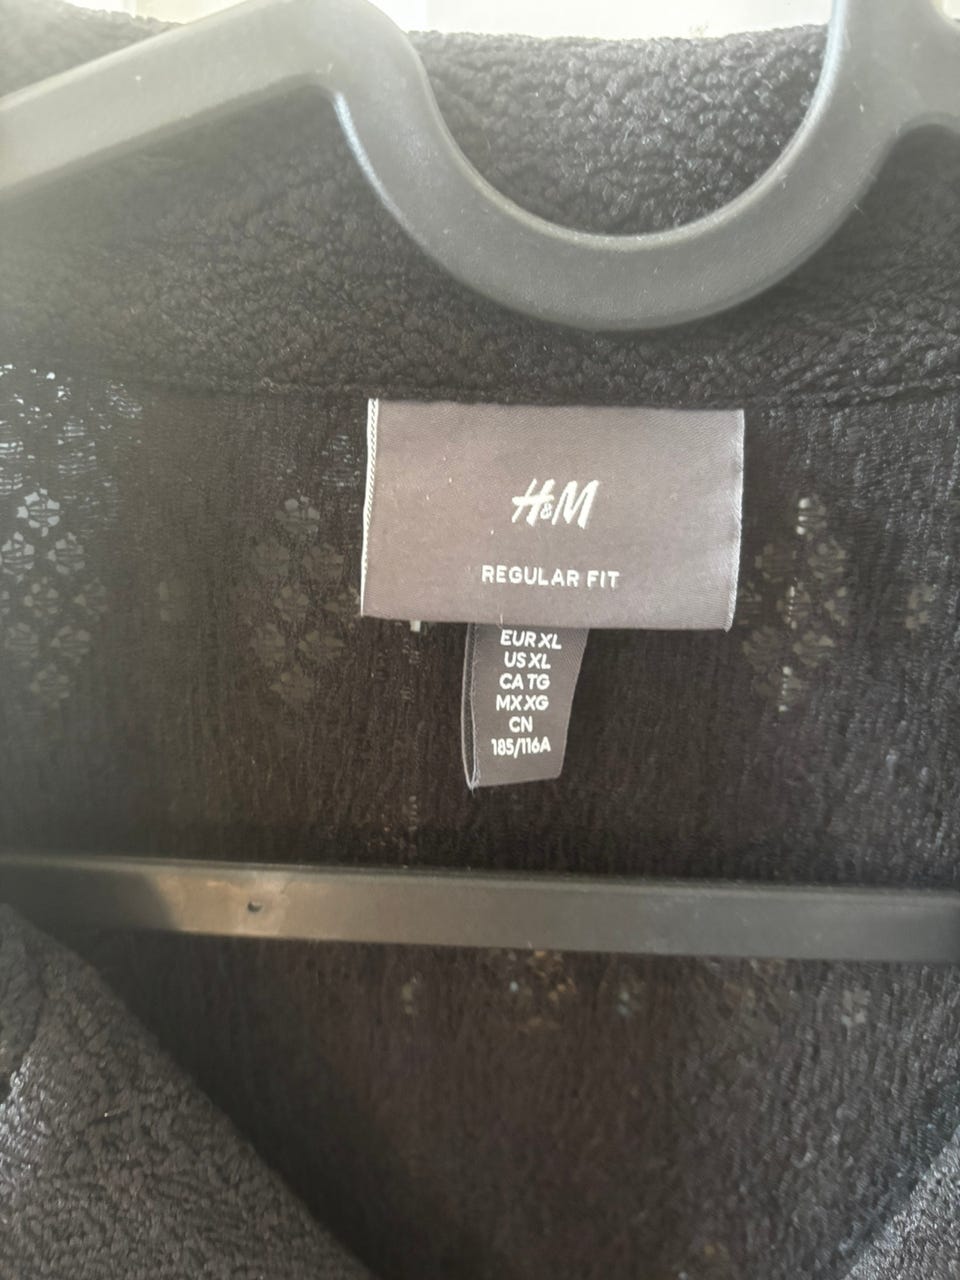 H&M
REGULAR FIT
EUR XL
US XL
CA TG
MX XG
CN
185/116A